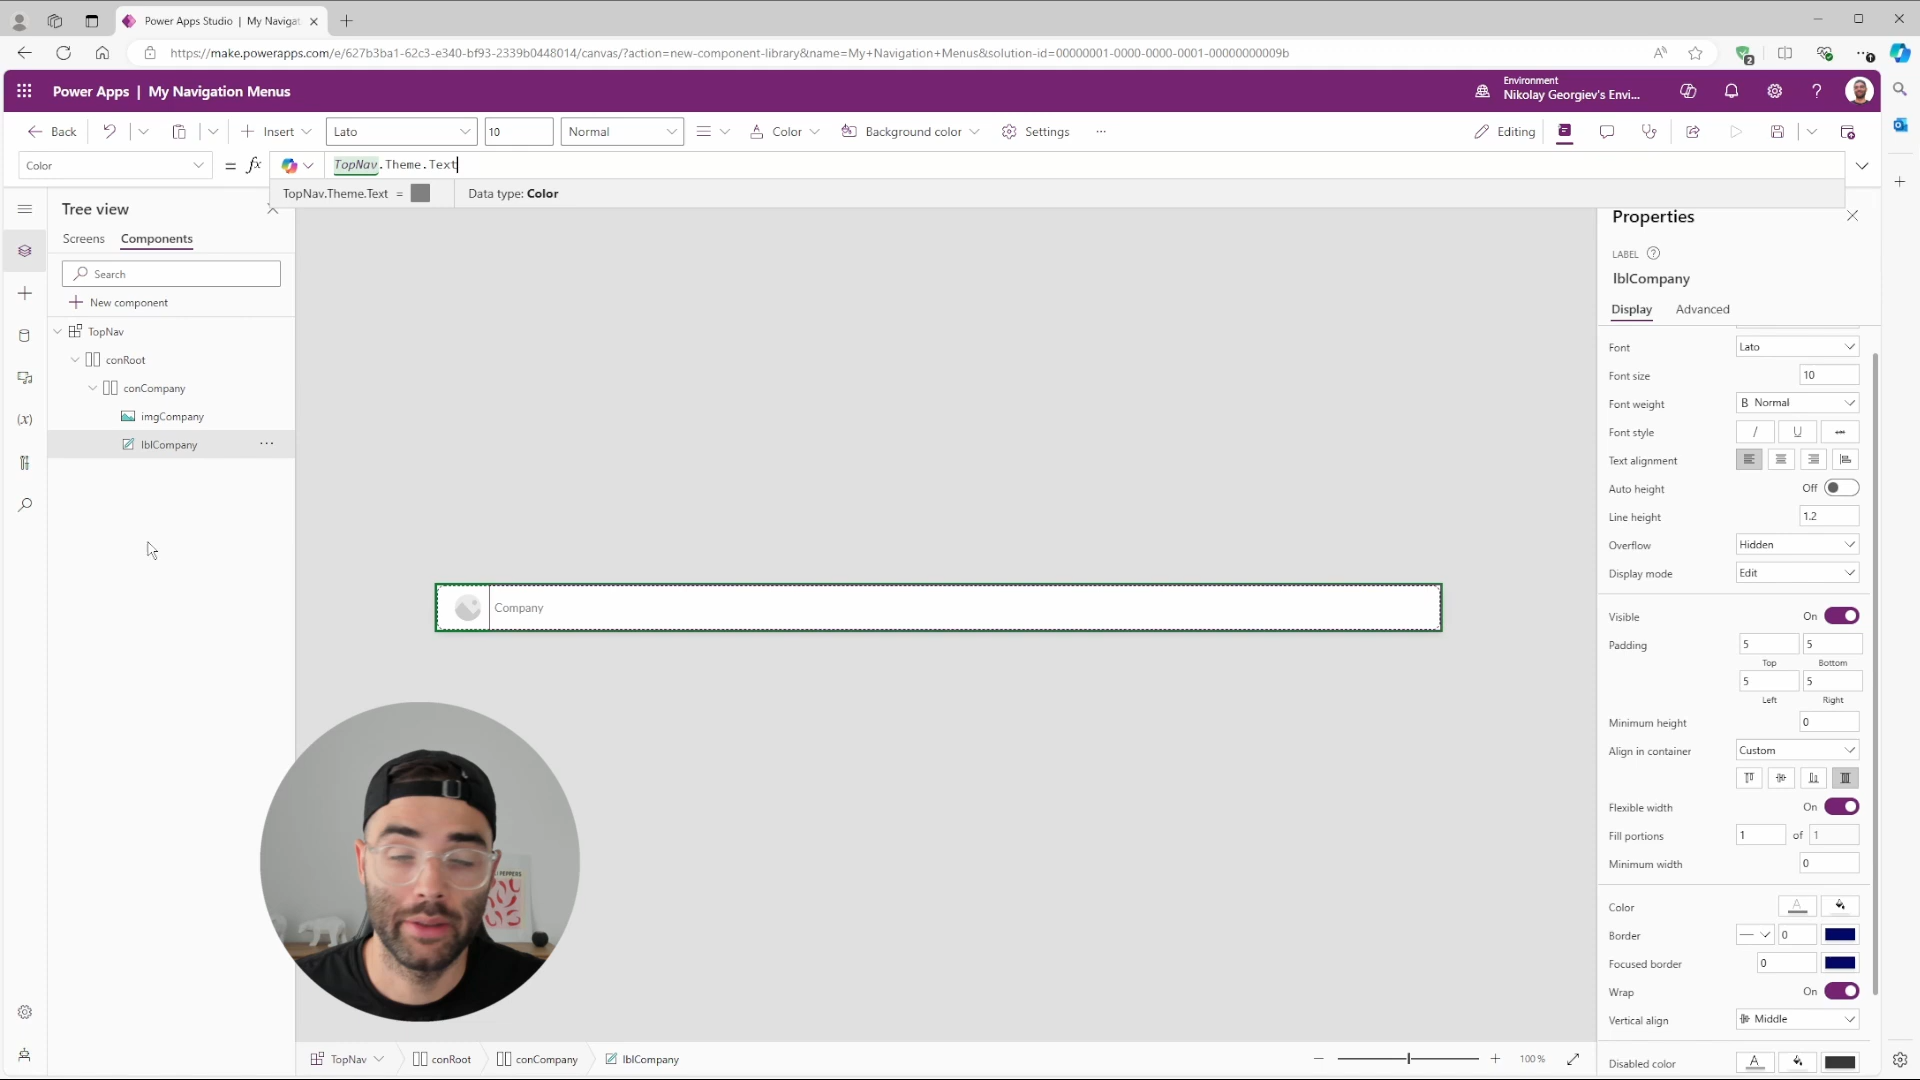 Power Apps Studio | My Navigat
https://make.powerapps.com/e/627b3ba1-62c3-e340-bf93-2339b0448014/canvas/?action=new-component-library&name=My+Navigation+Menus&solution-id=00000001-0000-0000-0001-00000000009b
Power Apps | My Navigation Menus
Environment
Nikolay Georgiev's Envi...
Back
Insert
Lato
10
Normal
Color
Background color
Settings
Editing
Color
= fx
TopNav.Theme.Text
TopNav.Theme.Text =
Data type: Color
Tree view
Screens
Components
Search
New component
TopNav
conRoot
conCompany
imgCompany
lblCompany
Company
Properties
LABEL
lblCompany
Display
Advanced
Font
Lato
Font size
10
Font weight
B Normal
Font style
Text alignment
Auto height
Off
Line height
1.2
Overflow
Hidden
Display mode
Edit
Visible
On
Padding
5
5
Top
Bottom
5
5
Left
Right
Minimum height
0
Align in container
Custom
Flexible width
On
Fill portions
1
of
1
Minimum width
0
Color
Border
0
Focused border
0
Wrap
On
Vertical align
Middle
Disabled color
TopNav
conRoot
conCompany
lblCompany
100 %